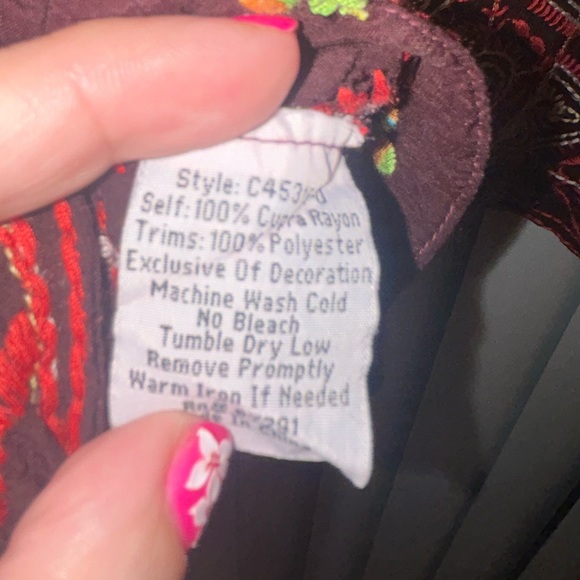 Style:
Self:100% Cupra Rayon
Trims:100% Polyester
Exclusive Of Decoration
Machine Wash Cold
No Bleach
Tumble Dry Low
Remove Promptly
Warm Iron If Needed